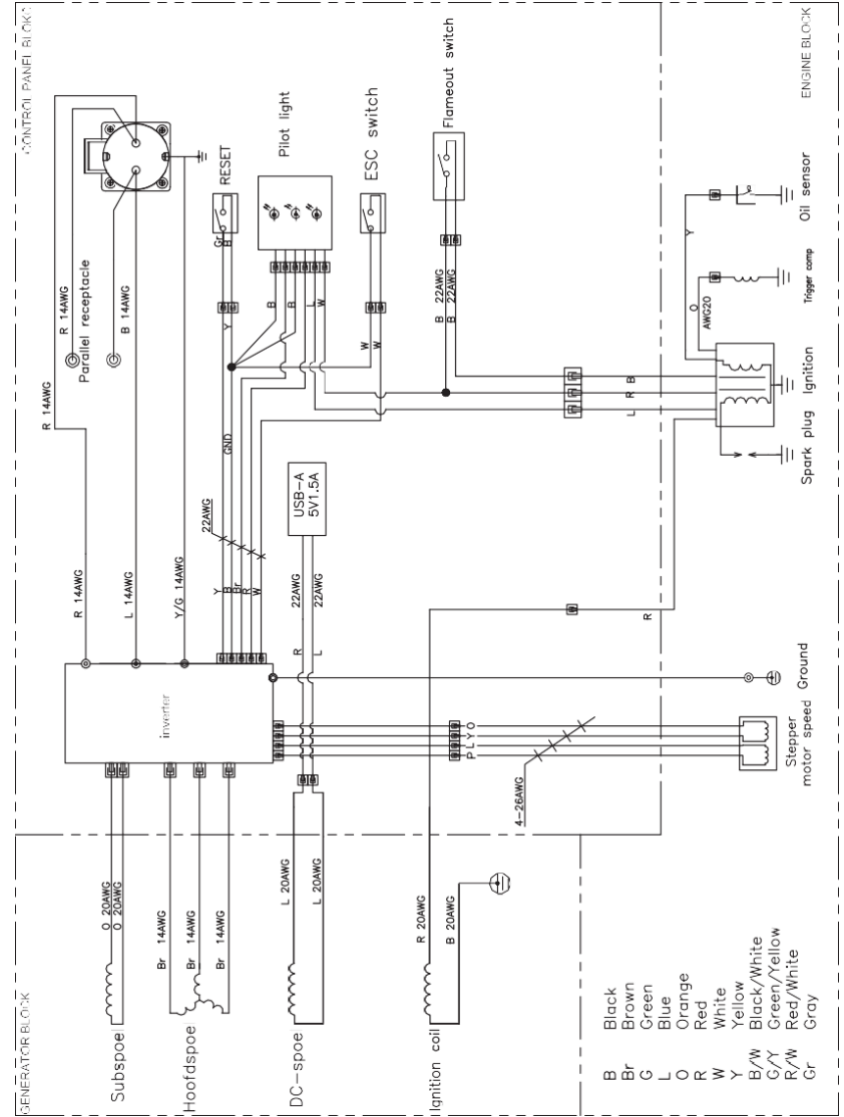 CONTROL PANEL BLOKC
ENGINE BLOCK
GENERATOR BLOCK
R 14AWG
R 14AWG
Parallel receptacle
B 14AWG
R 14AWG
L 14AWG
Y/G 14AWG
RESET
Gr
B
Y
GND
22AWG
Y
B
Br
R
W
Pilot light
B
B
L
W
ESC switch
W
W
Flameout switch
B 22AWG
B 22AWG
USB-A
5V1.5A
R 22AWG
L 22AWG
inverter
Subspoel
O 20AWG
O 20AWG
Hoofdspoe
Br 14AWG
Br 14AWG
Br 14AWG
DC-spoe
L 20AWG
L 20AWG
Ignition coil
R 20AWG
B 20AWG
P L Y O
4-26AWG
Stepper
motor speed
Ground
R
B
R
L
Spark plug
Ignition
O
AWG20
Trigger comp
Y
Oil sensor
B Black
Br Brown
G Green
L Blue
O Orange
R Red
W White
Y Yellow
B/W Black/White
G/Y Green/Yellow
R/W Red/White
Gr Gray